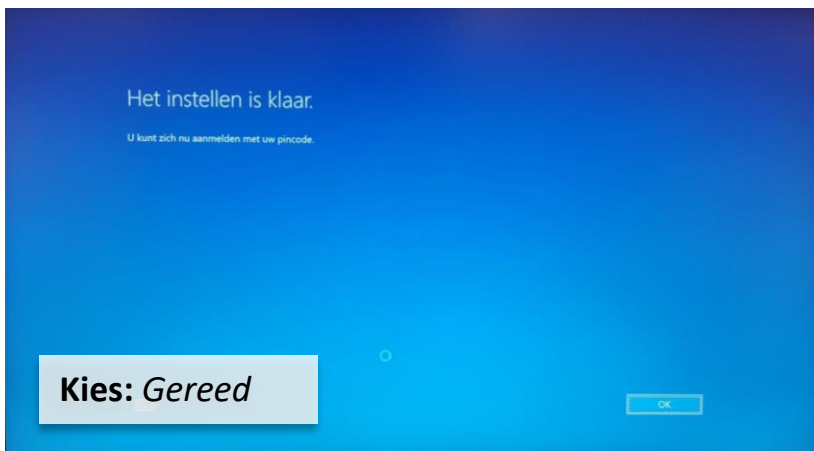 Het instellen is klaar.
U kunt zich nu aanmelden met uw pincode.
Kies: Gereed
OK